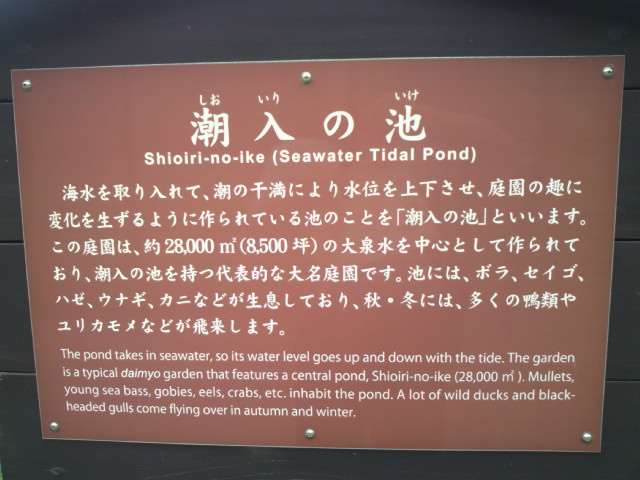 しお いり いけ
潮入の池
Shioiri-no-ike (Seawater Tidal Pond)
海水を取り入れて、潮の干満により水位を上下させ、庭園の趣に
変化を生ずるように作られている池のことを「潮入の池」といいます。
この庭園は、約28,000㎡(8,500坪)の大泉水を中心として作られて
おり、潮入の池を持つ代表的な大名庭園です。池には、ボラ、セイゴ、
ハゼ、ウナギ、カニなどが生息しており、秋・冬には、多くの鴨類や
ユリカモメなどが飛来します。
The pond takes in seawater, so its water level goes up and down with the tide. The garden
is a typical daimyo garden that features a central pond, Shioiri-no-ike (28,000 ㎡). Mullets,
young sea bass, gobies, eels, crabs, etc. inhabit the pond. A lot of wild ducks and black-
headed gulls come flying over in autumn and winter.